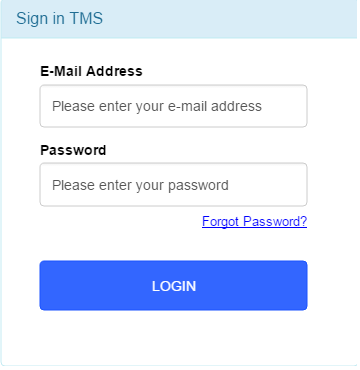 Sign in TMS
E-Mail Address
Please enter your e-mail address
Password
Please enter your password
Forgot Password?
LOGIN